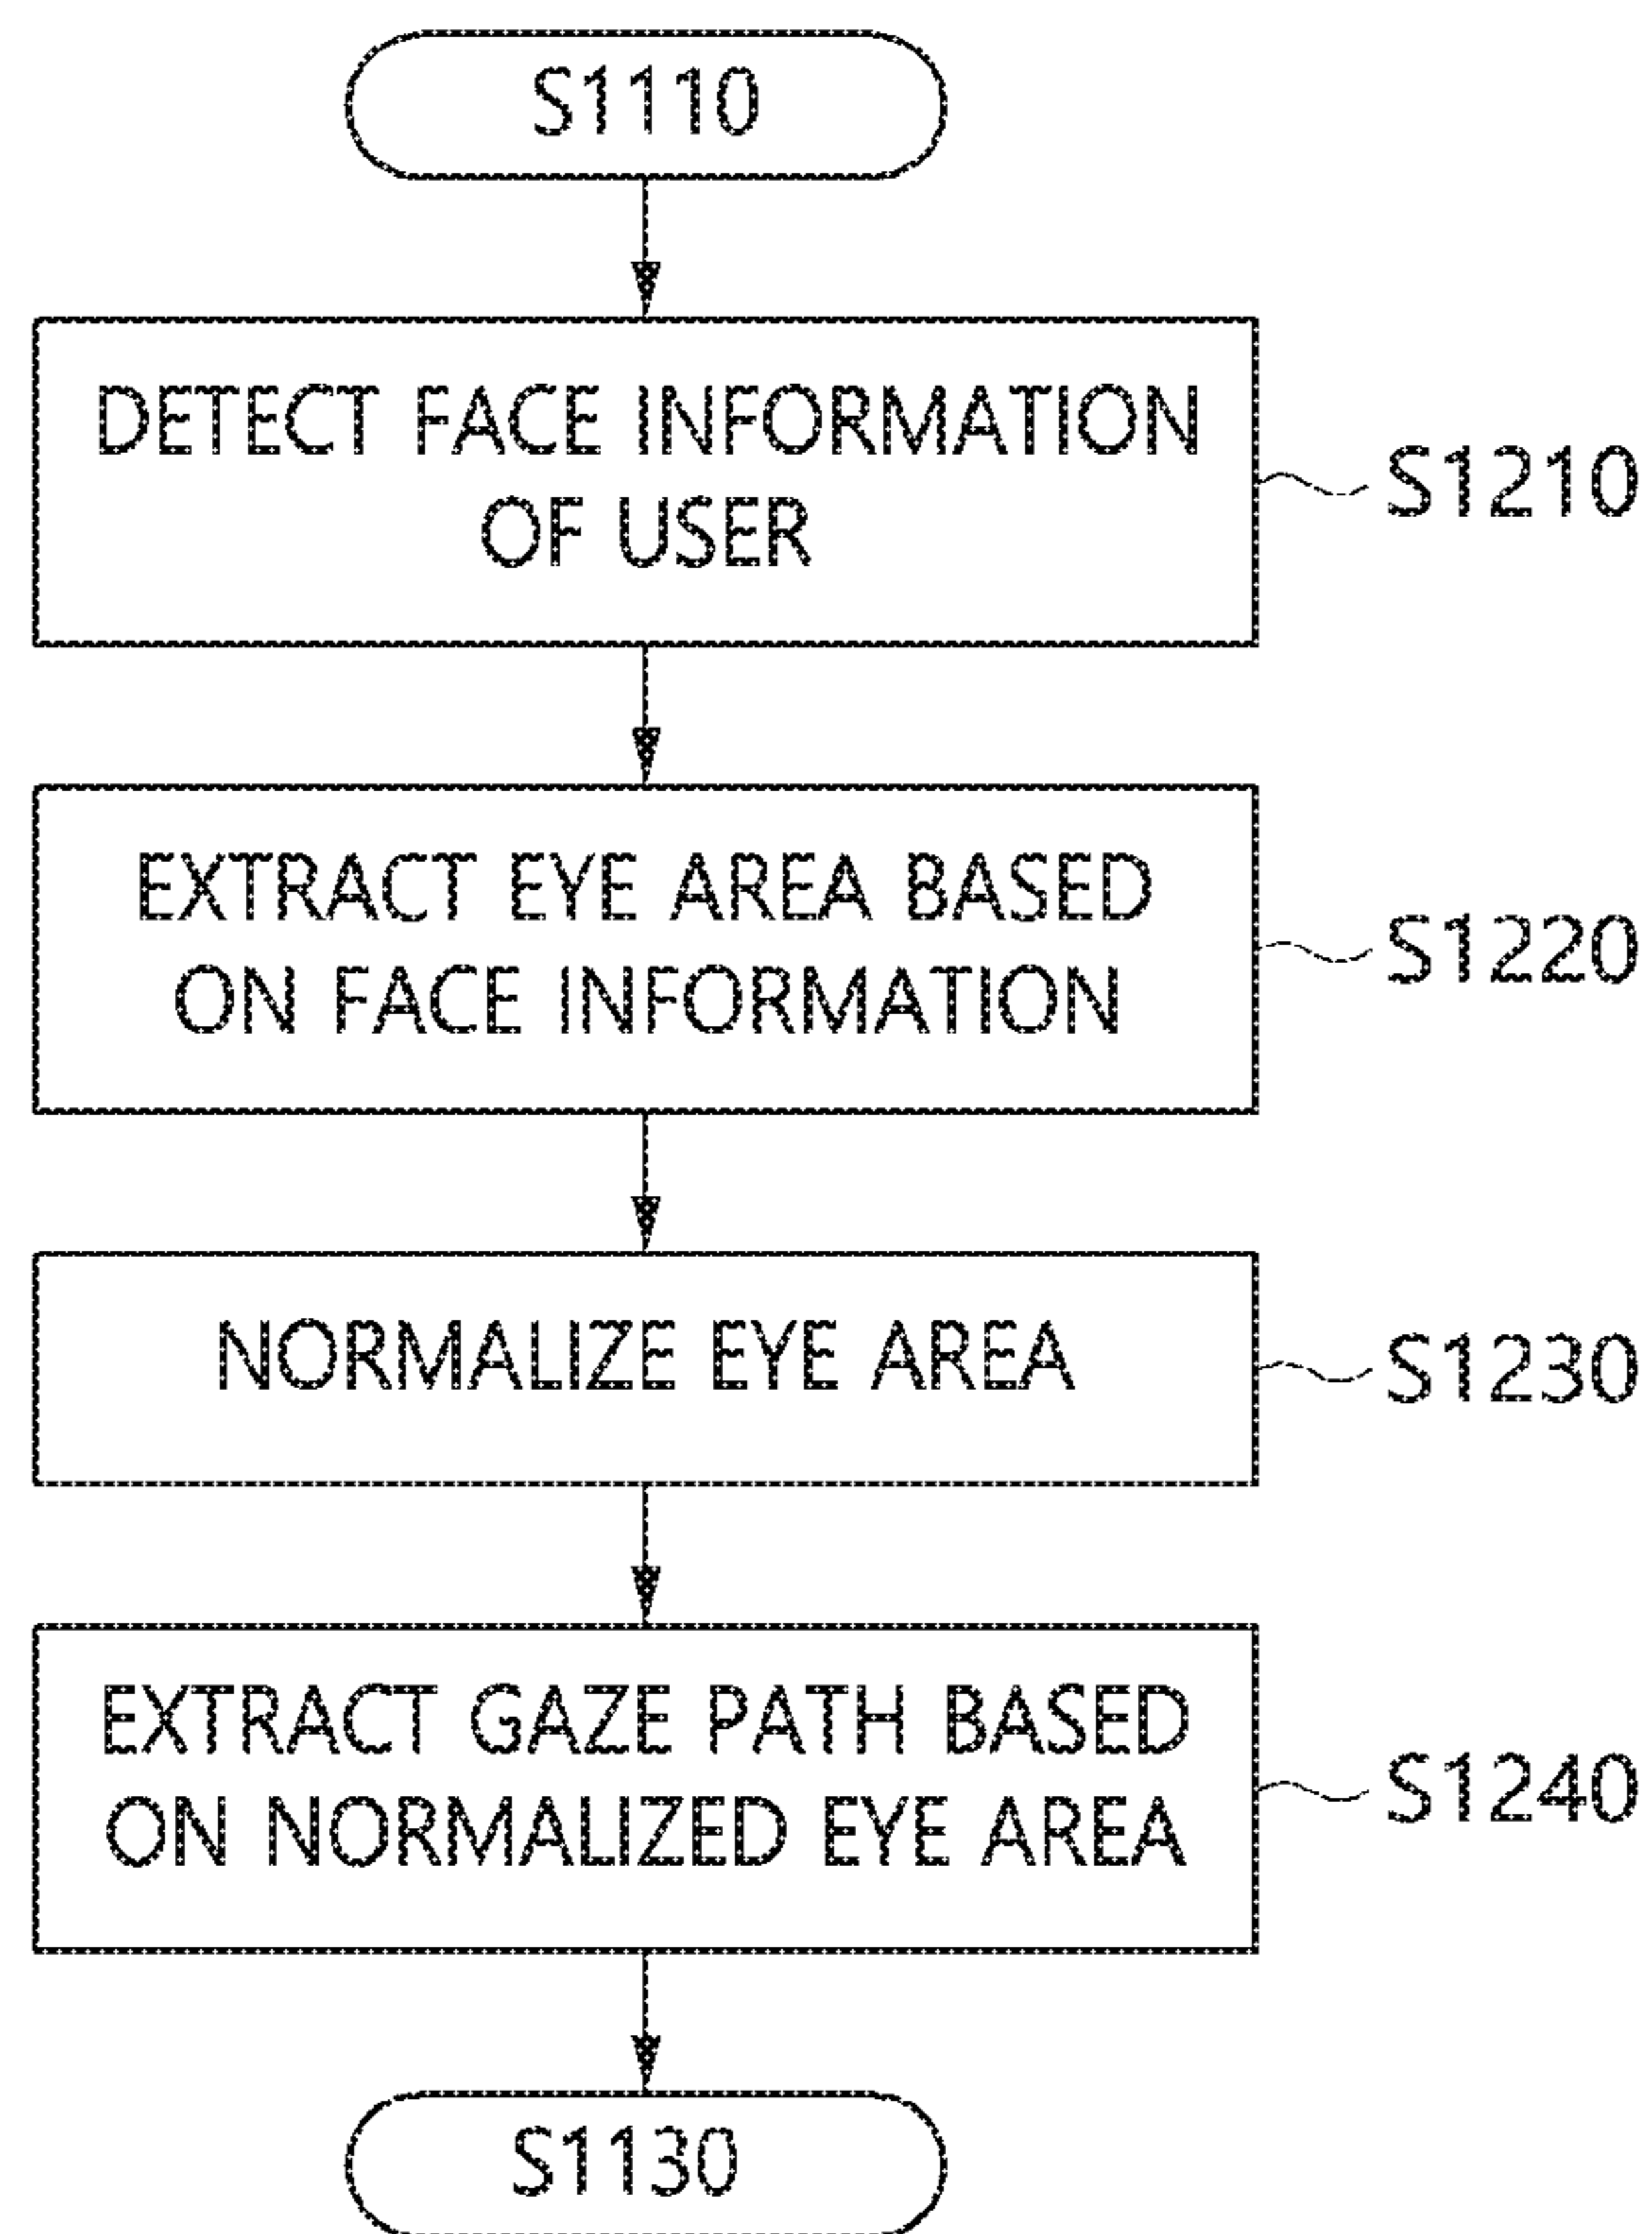 S1110
DETECT FACE INFORMATION
OF USER
S1210
EXTRACT EYE AREA BASED
ON FACE INFORMATION
S1220
NORMALIZE EYE AREA
S1230
EXTRACT GAZE PATH BASED
ON NORMALIZED EYE AREA
S1240
S1130